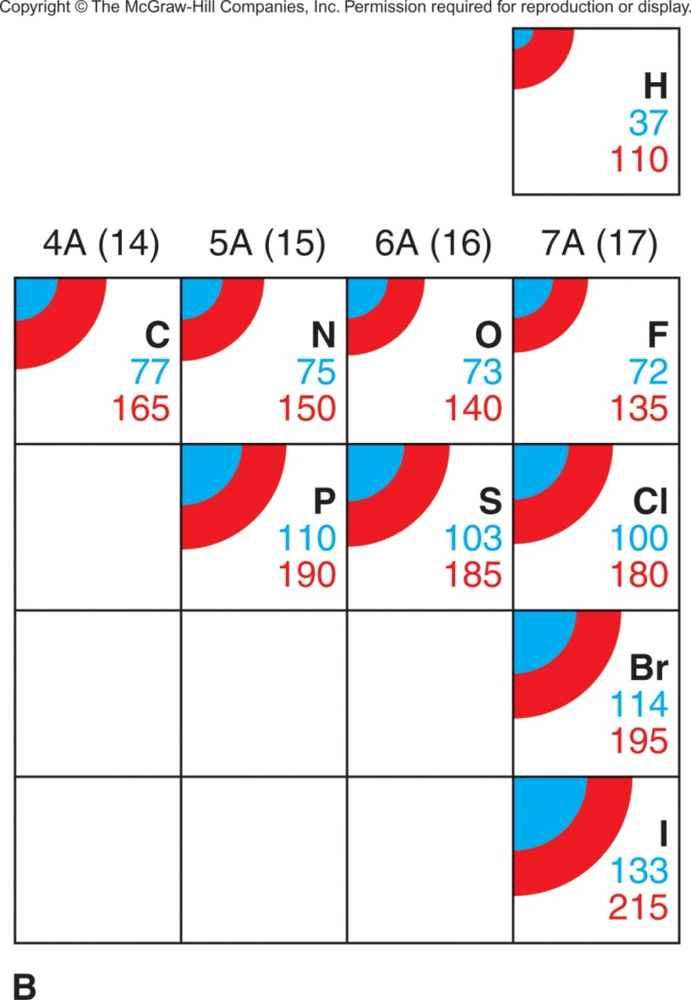 Copyright © The McGraw-Hill Companies, Inc. Permission required for reproduction or display.
H
37
110
4A (14) 5A (15) 6A (16) 7A (17)
C
77
165
N
75
150
O
73
140
F
72
135
P
110
190
S
103
185
Cl
100
180
Br
114
195
I
133
215
B